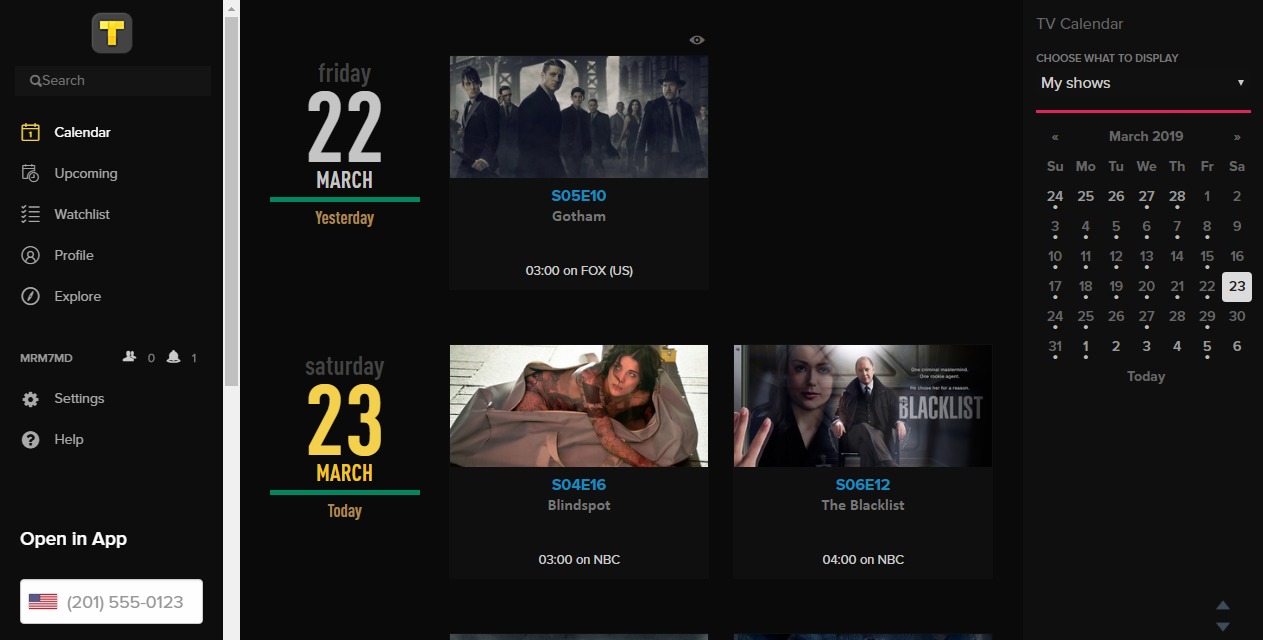 T
Search
Calendar
Upcoming
Watchlist
Profile
Explore
MRM7MD 0 1
Settings
Help
Open in App
(201) 555-0123
friday
22
MARCH
Yesterday
S05E10
Gotham
03:00 on FOX (US)
saturday
23
MARCH
Today
S04E16
Blindspot
03:00 on NBC
One criminal mastermind.
One rookie agent.
He chose her for a reason.
BLACKLIST
S06E12
The Blacklist
04:00 on NBC
TV Calendar
CHOOSE WHAT TO DISPLAY
My shows
« March 2019 »
Su Mo Tu We Th Fr Sa
24 25 26 27 28 1 2
3 4 5 6 7 8 9
10 11 12 13 14 15 16
17 18 19 20 21 22 23
24 25 26 27 28 29 30
31 1 2 3 4 5 6
Today